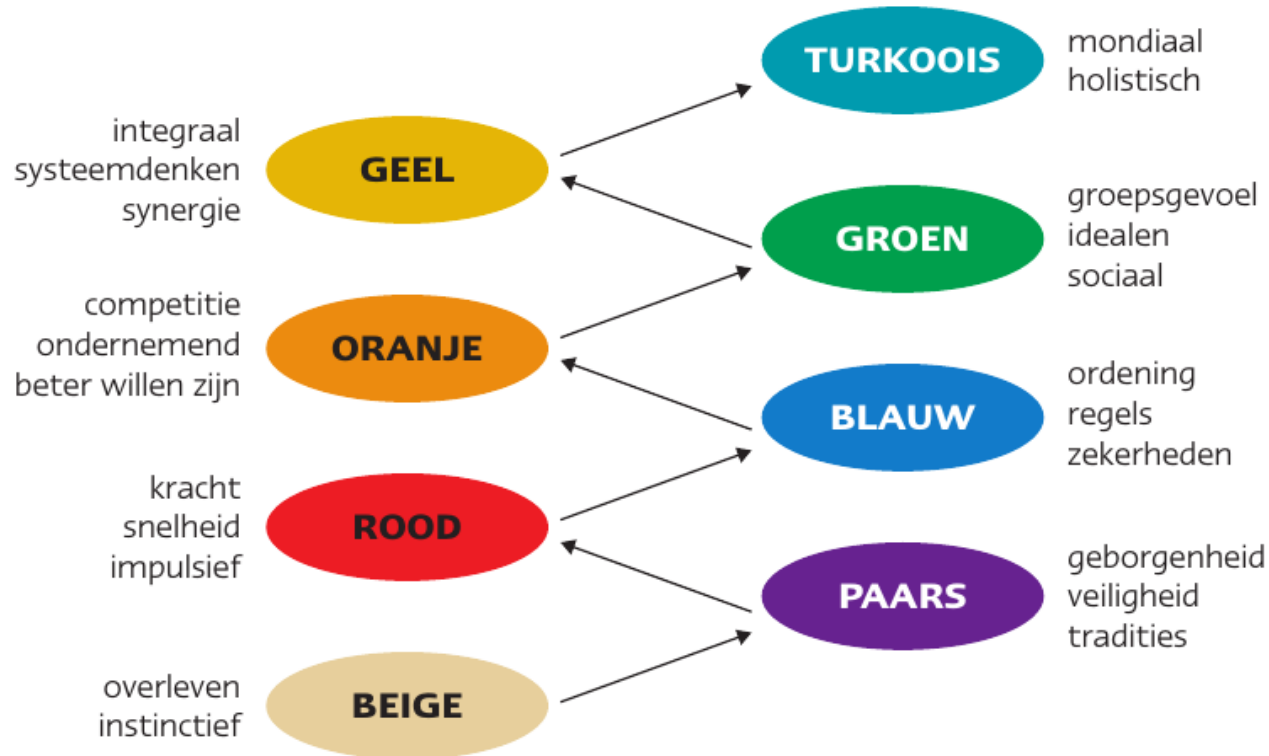 TURKOOIS
mondiaal
holistisch
integraal
systeemdenken
synergie
GEEL
GROEN
groepsgevoel
idealen
sociaal
competitie
ondernemend
beter willen zijn
ORANJE
BLAUW
ordening
regels
zekerheden
kracht
snelheid
impulsief
ROOD
PAARS
geborgenheid
veiligheid
tradities
overleven
instinctief
BEIGE